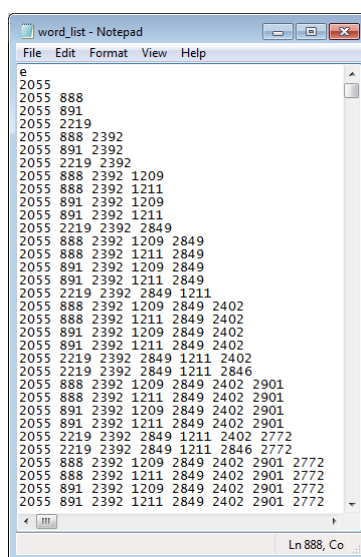 word_list - Notepad
File Edit Format View Help
e
2055
2055 888
2055 891
2055 2219
2055 888 2392
2055 891 2392
2055 2219 2392
2055 888 2392 1209
2055 888 2392 1211
2055 891 2392 1209
2055 891 2392 1211
2055 2219 2392 2849
2055 888 2392 1209 2849
2055 888 2392 1211 2849
2055 891 2392 1209 2849
2055 891 2392 1211 2849
2055 2219 2392 2849 1211
2055 888 2392 1209 2849 2402
2055 888 2392 1211 2849 2402
2055 891 2392 1209 2849 2402
2055 891 2392 1211 2849 2402
2055 2219 2392 2849 1211 2402
2055 2219 2392 2849 1211 2846
2055 888 2392 1209 2849 2402 2901
2055 888 2392 1211 2849 2402 2901
2055 891 2392 1209 2849 2402 2901
2055 891 2392 1211 2849 2402 2901
2055 2219 2392 2849 1211 2402 2772
2055 2219 2392 2849 1211 2846 2772
2055 888 2392 1209 2849 2402 2901 2772
2055 888 2392 1211 2849 2402 2901 2772
2055 891 2392 1209 2849 2402 2901 2772
2055 891 2392 1211 2849 2402 2901 2772
Ln 888, Co